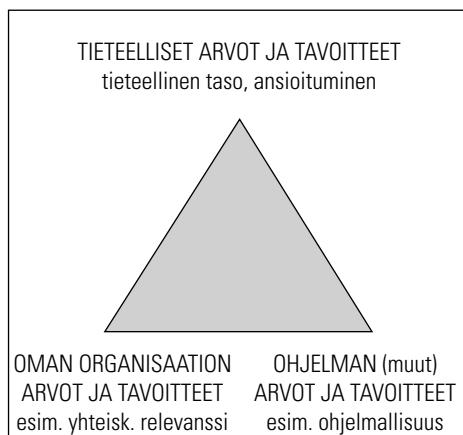 TIETEELLISET ARVOT JA TAVOITTEET
tieteellinen taso, ansioituminen
OMAN ORGANISAATION
ARVOT JA TAVOITTEET
esim. yhteisk. relevanssi
OHJELMAN (muut)
ARVOT JA TAVOITTEET
esim. ohjelmallisuus